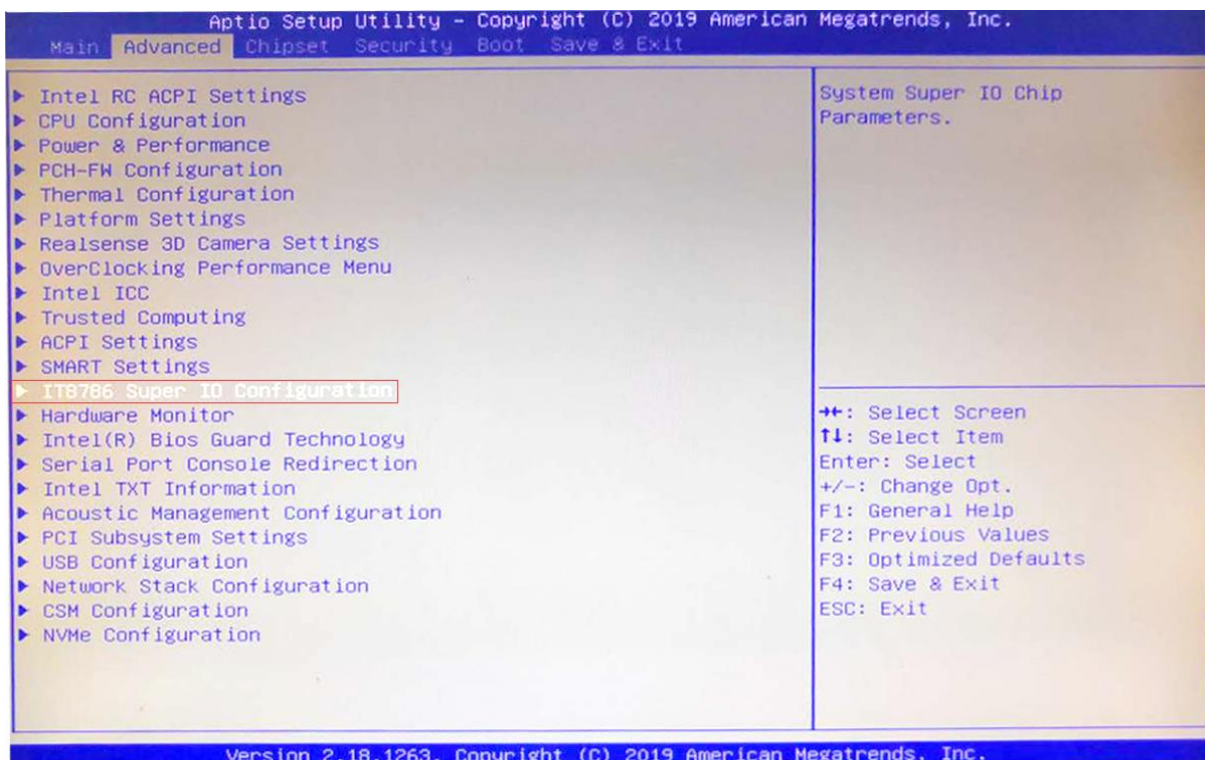 Aptio Setup Utility – Copyright (C) 2019 American Megatrends, Inc.
Main Advanced Chipset Security Boot Save & Exit
▶ Intel RC ACPI Settings
▶ CPU Configuration
▶ Power & Performance
▶ PCH-FW Configuration
▶ Thermal Configuration
▶ Platform Settings
▶ Realsense 3D Camera Settings
▶ OverClocking Performance Menu
▶ Intel ICC
▶ Trusted Computing
▶ ACPI Settings
▶ SMART Settings
▶ IT8786 Super IO Configuration
▶ Hardware Monitor
▶ Intel(R) Bios Guard Technology
▶ Serial Port Console Redirection
▶ Intel TXT Information
▶ Acoustic Management Configuration
▶ PCI Subsystem Settings
▶ USB Configuration
▶ Network Stack Configuration
▶ CSM Configuration
▶ NVMe Configuration
System Super IO Chip
Parameters.
→←: Select Screen
↑↓: Select Item
Enter: Select
+/-: Change Opt.
F1: General Help
F2: Previous Values
F3: Optimized Defaults
F4: Save & Exit
ESC: Exit
Version 2.18.1263. Copyright (C) 2019 American Megatrends, Inc.